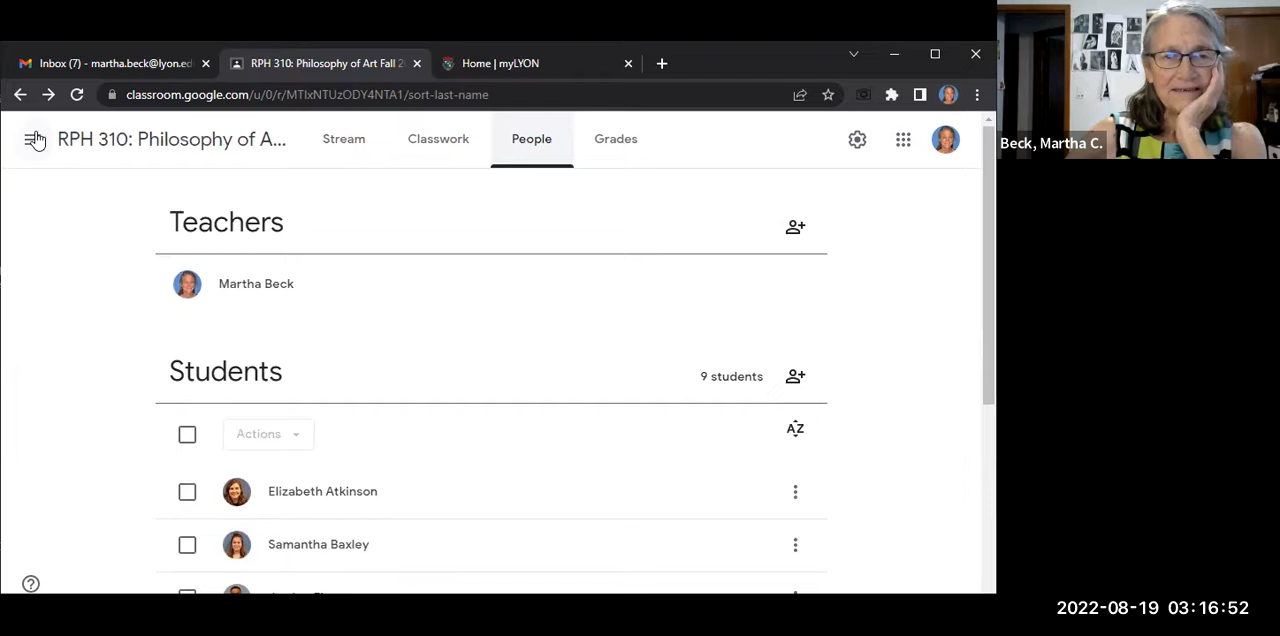 Inbox (7) - martha.beck@lyon.ed
RPH 310: Philosophy of Art Fall 2
Home | myLYON
classroom.google.com/u/0/r/MTIxNTUzODY4NTA1/sort-last-name
RPH 310: Philosophy of A...
Stream
Classwork
People
Grades
Beck, Martha C.
Teachers
Martha Beck
Students
9 students
Actions
AZ
Elizabeth Atkinson
Samantha Baxley
2022-08-19 03:16:52